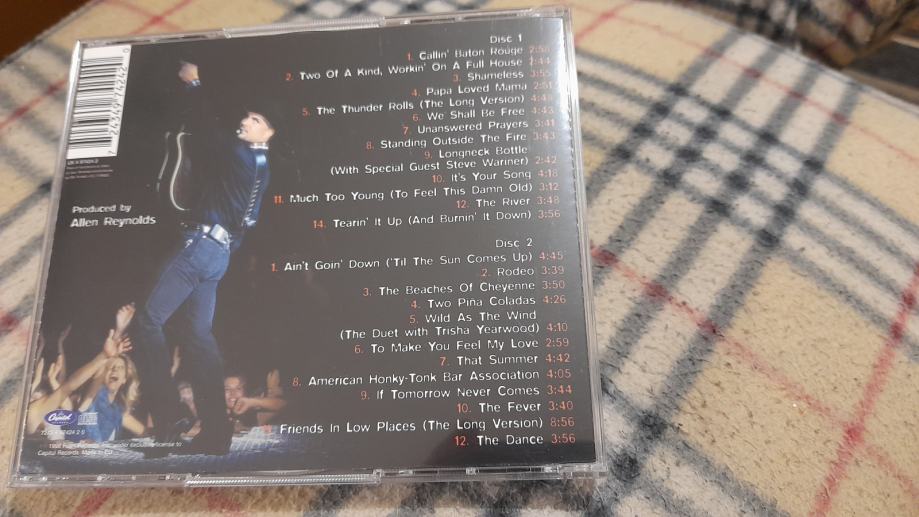 Disc 1
1. Callin' Baton Rouge 2:58
2. Two Of A Kind, Workin' On A Full House 2:44
3. Shameless 3:55
4. Papa Loved Mama 2:51
5. The Thunder Rolls (The Long Version) 4:48
6. We Shall Be Free 4:43
7. Unanswered Prayers 3:41
8. Standing Outside The Fire 3:43
9. Longneck Bottle
(With Special Guest Steve Wariner) 2:42
10. It's Your Song 4:18
11. Much Too Young (To Feel This Damn Old) 3:12
12. The River 3:48
14. Tearin' It Up (And Burnin' It Down) 3:56
Disc 2
1. Ain't Goin' Down ('Til The Sun Comes Up) 4:45
2. Rodeo 3:39
3. The Beaches Of Cheyenne 3:50
4. Two Piña Coladas 4:26
5. Wild As The Wind
(The Duet with Trisha Yearwood) 4:10
6. To Make You Feel My Love 2:59
7. That Summer 4:42
8. American Honky-Tonk Bar Association 4:05
9. If Tomorrow Never Comes 3:44
10. The Fever 3:40
Friends In Low Places (The Long Version) 8:56
12. The Dance 3:56
Produced by
Allen Reynolds
Capitol
Capitol Records.